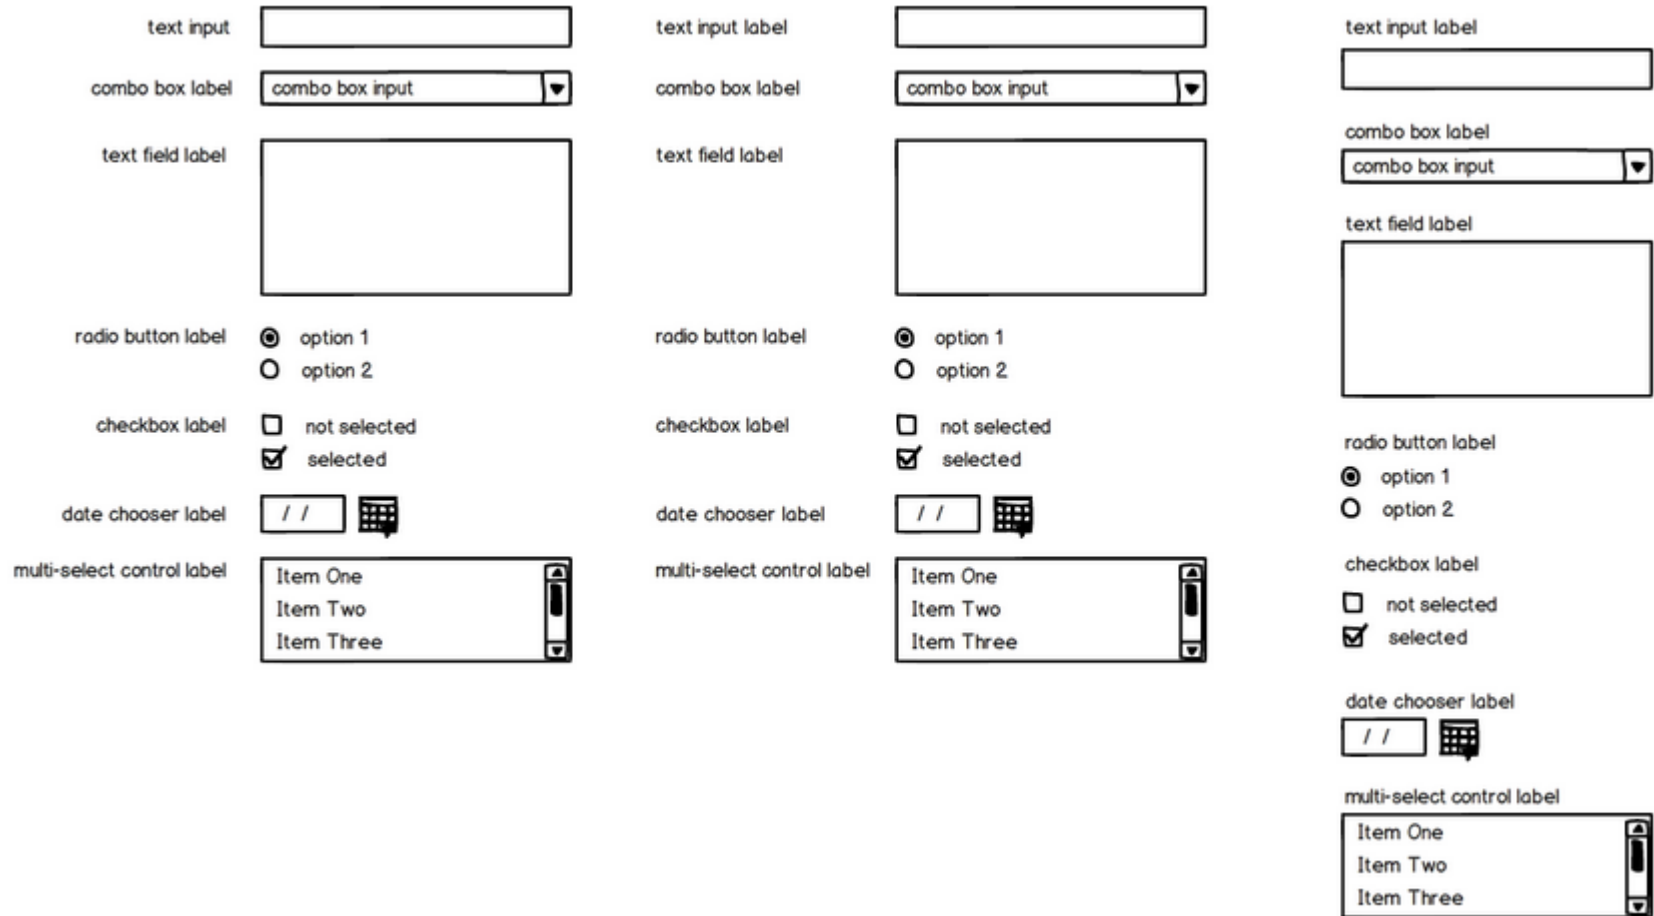 text input
combo box label combo box input
text field label
radio button label option 1
option 2
checkbox label not selected
selected
date chooser label / /
multi-select control label Item One
Item Two
Item Three
text input label
combo box label combo box input
text field label
radio button label option 1
option 2
checkbox label not selected
selected
date chooser label / /
multi-select control label Item One
Item Two
Item Three
text input label
combo box label
combo box input
text field label
radio button label
option 1
option 2
checkbox label
not selected
selected
date chooser label
/ /
multi-select control label
Item One
Item Two
Item Three